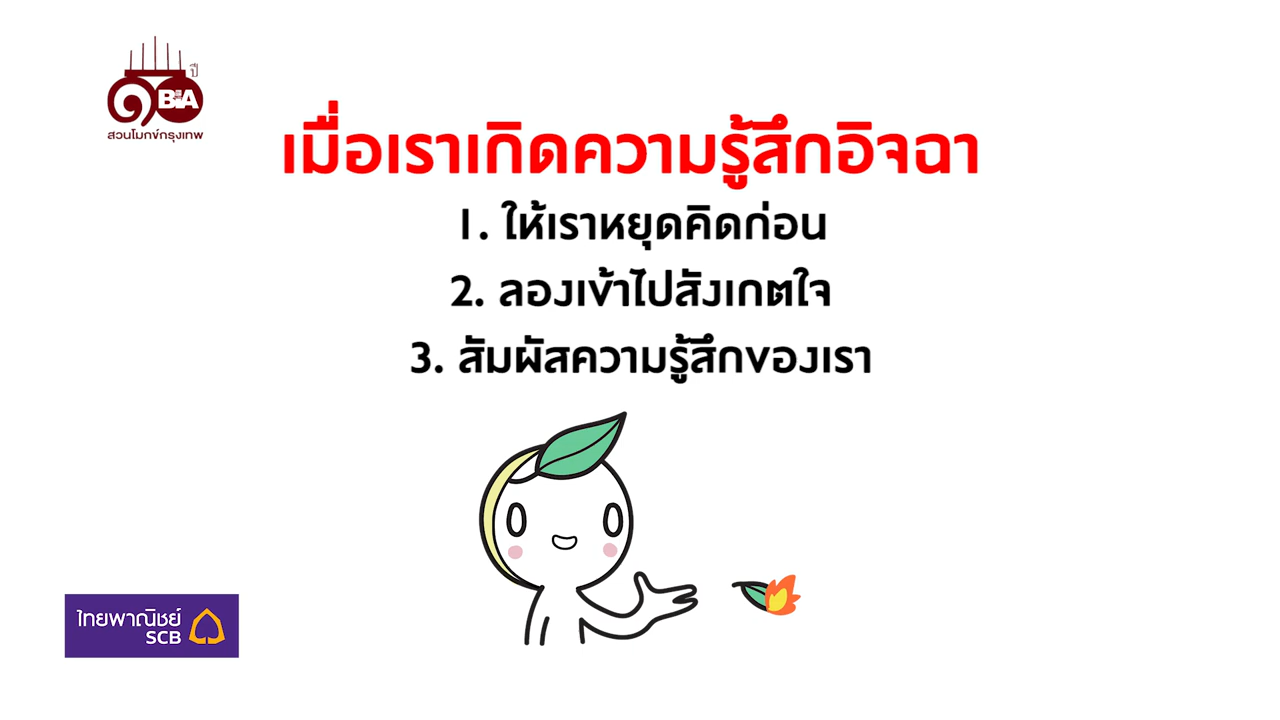 ๑๐ ปี
BIA
สวนโมกข์กรุงเทพ
เมื่อเราเกิดความรู้สึกอิจฉา
1. ให้เราหยุดคิดก่อน
2. ลองเข้าไปสังเกตใจ
3. สัมผัสความรู้สึกของเรา
ไทยพาณิชย์
SCB